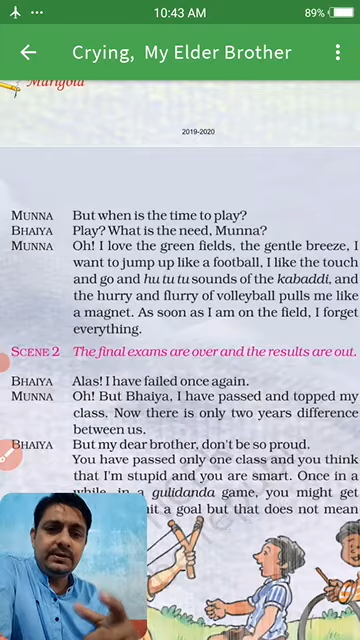 10:43 AM
89%
Crying, My Elder Brother
Marigold
2019-2020
MUNNA But when is the time to play?
BHAIYA Play? What is the need, Munna?
MUNNA Oh! I love the green fields, the gentle breeze, I
want to jump up like a football, I like the touch
and go and hu tu tu sounds of the kabaddi, and
the hurry and flurry of volleyball pulls me like
a magnet. As soon as I am on the field, I forget
everything.
SCENE 2 The final exams are over and the results are out.
BHAIYA Alas! I have failed once again.
MUNNA Oh! But Bhaiya, I have passed and topped my
class. Now there is only two years difference
between us.
BHAIYA But my dear brother, don't be so proud.
You have passed only one class and you think
that I'm stupid and you are smart. Once in a
while, in a gulidanda game, you might get
hit a goal but that does not mean